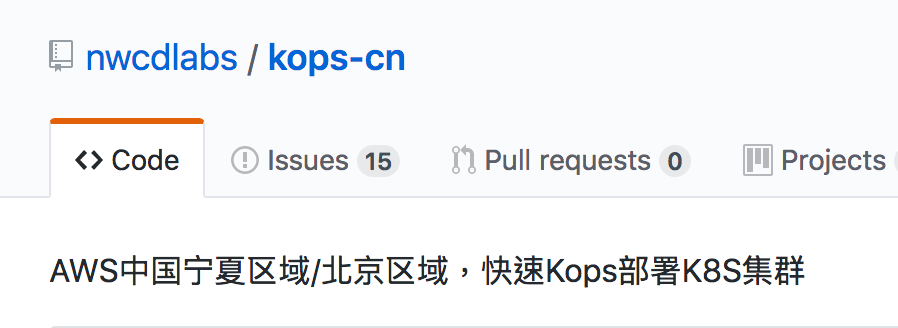 nwcdlabs / kops-cn
Code Issues 15 Pull requests 0 Projects
AWS中国宁夏区域/北京区域，快速Kops部署K8S集群